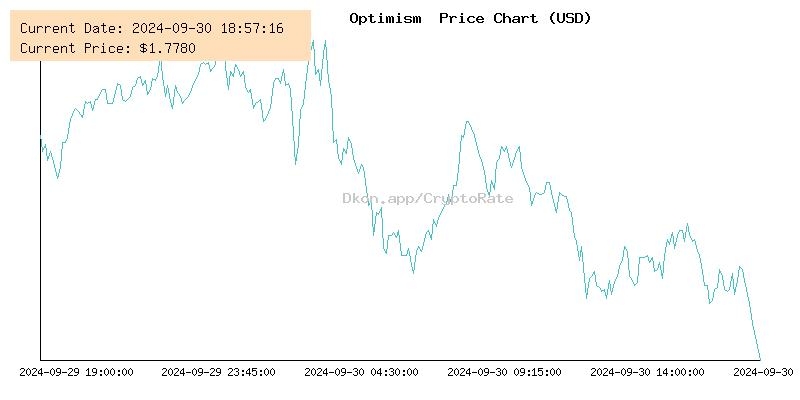 Optimism  Price Chart (USD)
Current Date: 2024-09-30 18:57:16
Current Price: $1.7780
Dkon.app/CryptoRate
2024-09-29 19:00:00 2024-09-29 23:45:00 2024-09-30 04:30:00 2024-09-30 09:15:00 2024-09-30 14:00:00 2024-09-30